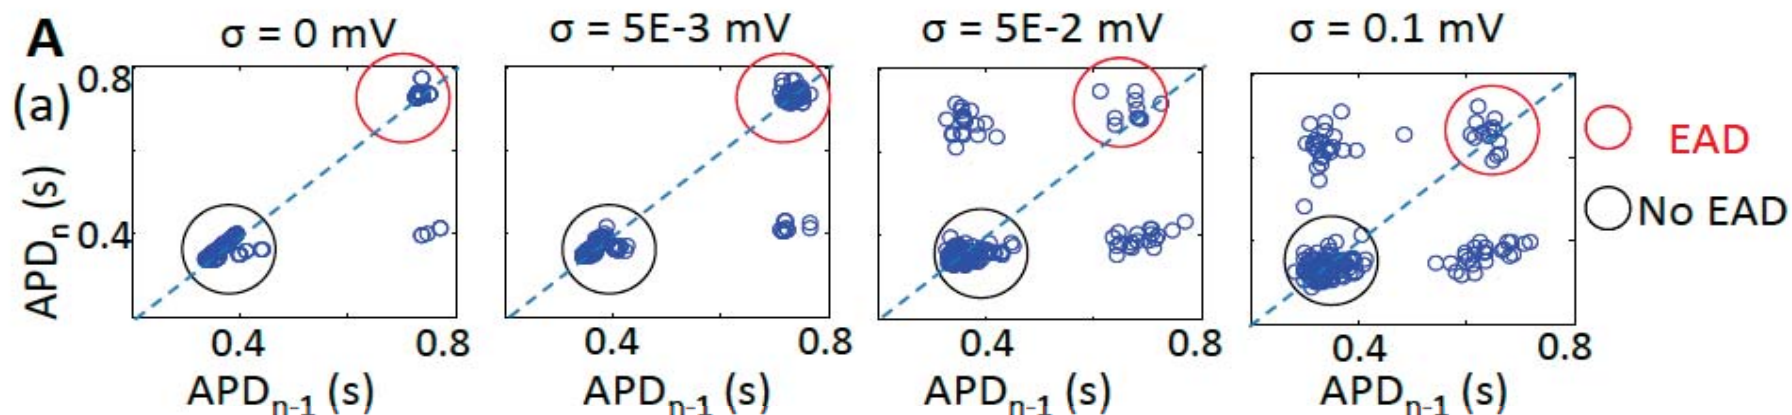 A
σ = 0 mV
σ = 5E-3 mV
σ = 5E-2 mV
σ = 0.1 mV
(a)
0.8
0.4
APDn (s)
0.4 0.8
0.4 0.8
0.4 0.8
0.4 0.8
APDn-1 (s)
APDn-1 (s)
APDn-1 (s)
APDn-1 (s)
EAD
No EAD